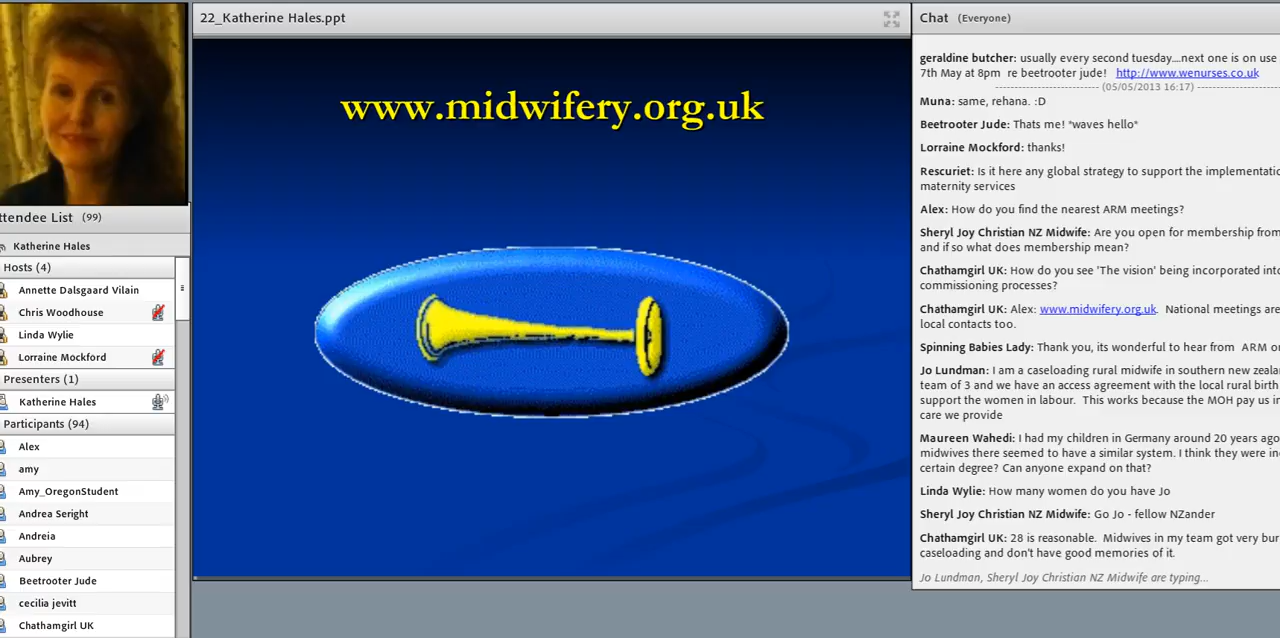 22_Katherine Hales.ppt
www.midwifery.org.uk
ttendee List (99)
Katherine Hales
Hosts (4)
Annette Dalsgaard Vilain
Chris Woodhouse
Linda Wylie
Lorraine Mockford
Presenters (1)
Katherine Hales
Participants (94)
Alex
amy
Amy_OregonStudent
Andrea Seright
Andreia
Aubrey
Beetrooter Jude
cecilia jevitt
Chathamgirl UK
Chat (Everyone)
geraldine butcher: usually every second tuesday....next one is on use
7th May at 8pm re beetrooter jude! http://www.wenurses.co.uk
(05/05/2013 16:17)
Muna: same, rehana. :D
Beetrooter Jude: Thats me! *waves hello*
Lorraine Mockford: thanks!
Rescuriet: Is it here any global strategy to support the implementatio
maternity services
Alex: How do you find the nearest ARM meetings?
Sheryl Joy Christian NZ Midwife: Are you open for membership from
and if so what does membership mean?
Chathamgirl UK: How do you see 'The vision' being incorporated into
commissioning processes?
Chathamgirl UK: Alex: www.midwifery.org.uk. National meetings are
local contacts too.
Spinning Babies Lady: Thank you, its wonderful to hear from ARM or
Jo Lundman: I am a caseloading rural midwife in southern new zeala
team of 3 and we have an access agreement with the local rural birth
support the women in labour. This works because the MOH pay us in
care we provide
Maureen Wahedi: I had my children in Germany around 20 years ago
midwives there seemed to have a similar system. I think they were in
certain degree? Can anyone expand on that?
Linda Wylie: How many women do you have Jo
Sheryl Joy Christian NZ Midwife: Go Jo - fellow NZander
Chathamgirl UK: 28 is reasonable. Midwives in my team got very bur
caseloading and don't have good memories of it.
Jo Lundman, Sheryl Joy Christian NZ Midwife are typing...